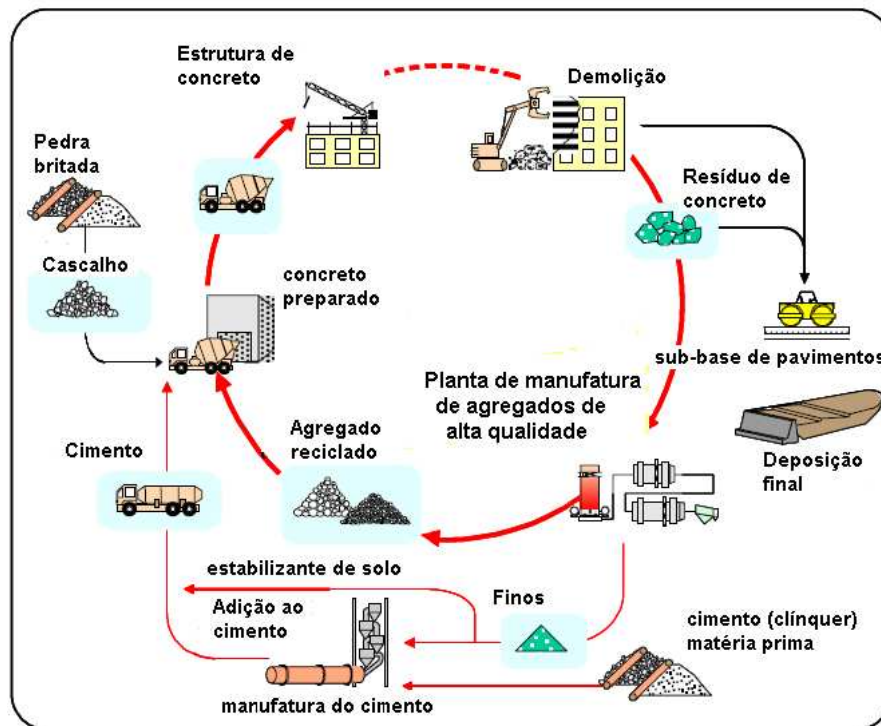 Estrutura de
concreto
Demolição
Pedra
britada
Resíduo de
concreto
Cascalho
concreto
preparado
sub-base de pavimentos
Planta de manufatura
de agregados de
alta qualidade
Cimento
Agregado
reciclado
Deposição
final
estabilizante de solo
Adição ao
cimento
Finos
cimento (clínquer)
matéria prima
manufatura do cimento